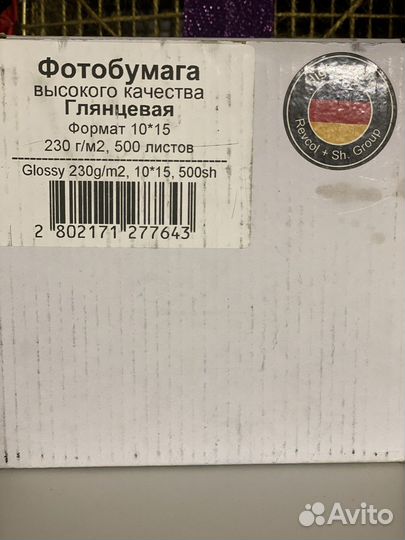 Фотобумага
высокого качества
Глянцевая
Формат 10*15
230 г/м2, 500 листов
Glossy 230g/m2, 10*15, 500sh
2 802171 277643
Revcol + Sh. Group
Avito